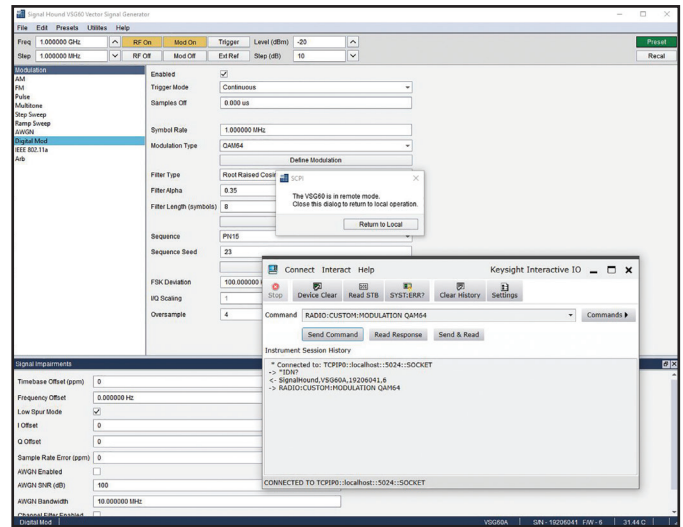 Signal Hound VSG60 Vector Signal Generator
File Edit Presets Utilities Help
Freq 1.000000 GHz RF On Mod On Trigger Level (dBm) -20 Preset
Step 1.000000 MHz RF Off Mod Off Ext Ref Step (dB) 10 Recal
Modulation
AM
FM
Pulse
Multitone
Step Sweep
Ramp Sweep
AWGN
Digital Mod
IEEE 802.11a
Arb
Enabled
Trigger Mode Continuous
Samples Off 0.000 us
Symbol Rate 1.000000 MHz
Modulation Type QAM64
Define Modulation
Filter Type Root Raised Cosi
Filter Alpha 0.35
Filter Length (symbols) 8
Sequence PN15
Sequence Seed 23
FSK Deviation 100.000000
I/Q Scaling 1
Oversample 4
SCPI
The VSG60 is in remote mode.
Close this dialog to return to local operation.
Return to Local
Connect Interact Help Keysight Interactive IO
Stop Device Clear Read STB SYST:ERR? Clear History Settings
Command RADIO:CUSTOM:MODULATION QAM64 Commands
Send Command Read Response Send & Read
Instrument Session History
* Connected to: TCPIP0::localhost::5024::SOCKET
-> *IDN?
<- SignalHound,VSG60A,19206041,6
-> RADIO:CUSTOM:MODULATION QAM64
CONNECTED TO TCPIP0::localhost::5024::SOCKET
Signal Impairments
Timebase Offset (ppm) 0
Frequency Offset 0.000000 Hz
Low Spur Mode
I Offset 0
Q Offset 0
Sample Rate Error (ppm) 0
AWGN Enabled
AWGN SNR (dB) 100
AWGN Bandwidth 10.000000 MHz
Channel Filter Enabled
Digital Mod VSG60A S/N - 19206041 F/W - 6 31.44 C